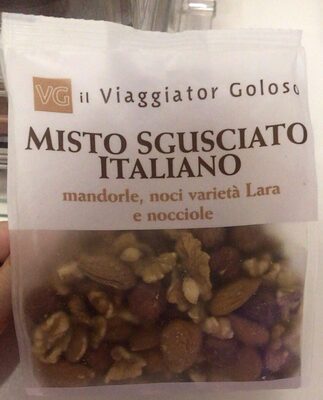 VG il Viaggiator Goloso
MISTO SGUSCIATO
ITALIANO
mandorle, noci varietà Lara
e nocciole